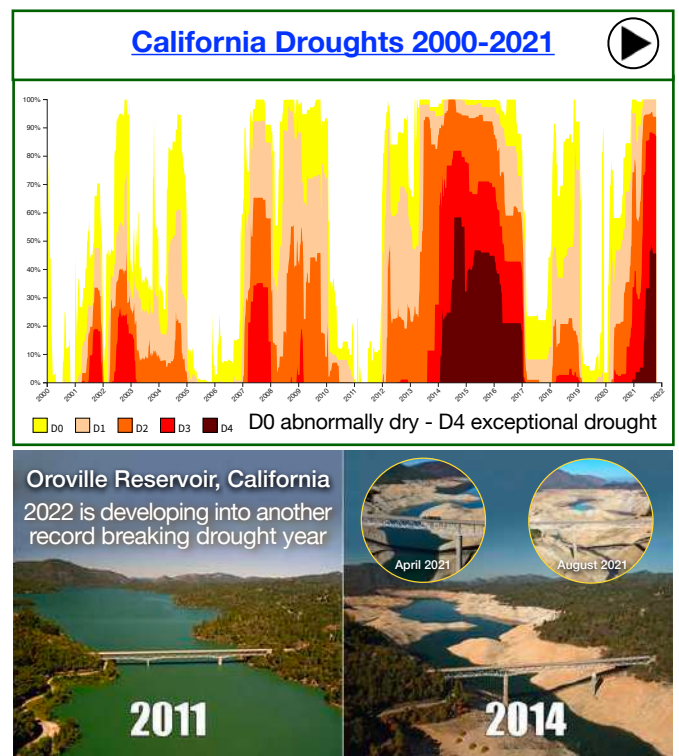 California Droughts 2000-2021
100%
90%
80%
70%
60%
50%
40%
30%
20%
10%
0%
2000 2001 2002 2003 2004 2005 2006 2007 2008 2009 2010 2011 2012 2013 2014 2015 2016 2017 2018 2019 2020 2021 2022
D0 D1 D2 D3 D4 D0 abnormally dry - D4 exceptional drought
Oroville Reservoir, California
2022 is developing into another
record breaking drought year
April 2021 August 2021
2011 2014